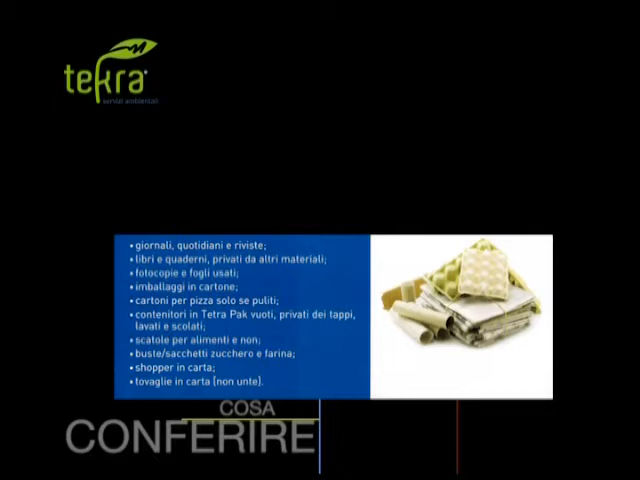 tekra
servizi ambientali
• giornali, quotidiani e riviste;
• libri e quaderni, privati da altri materiali;
• fotocopie e fogli usati;
• imballaggi in cartone;
• cartoni per pizza solo se puliti;
• contenitori in Tetra Pak vuoti, privati dei tappi,
lavati e scolati;
• scatole per alimenti e non;
• buste/sacchetti zucchero e farina;
• shopper in carta;
• tovaglie in carta [non unte].
COSA
CONFERIRE